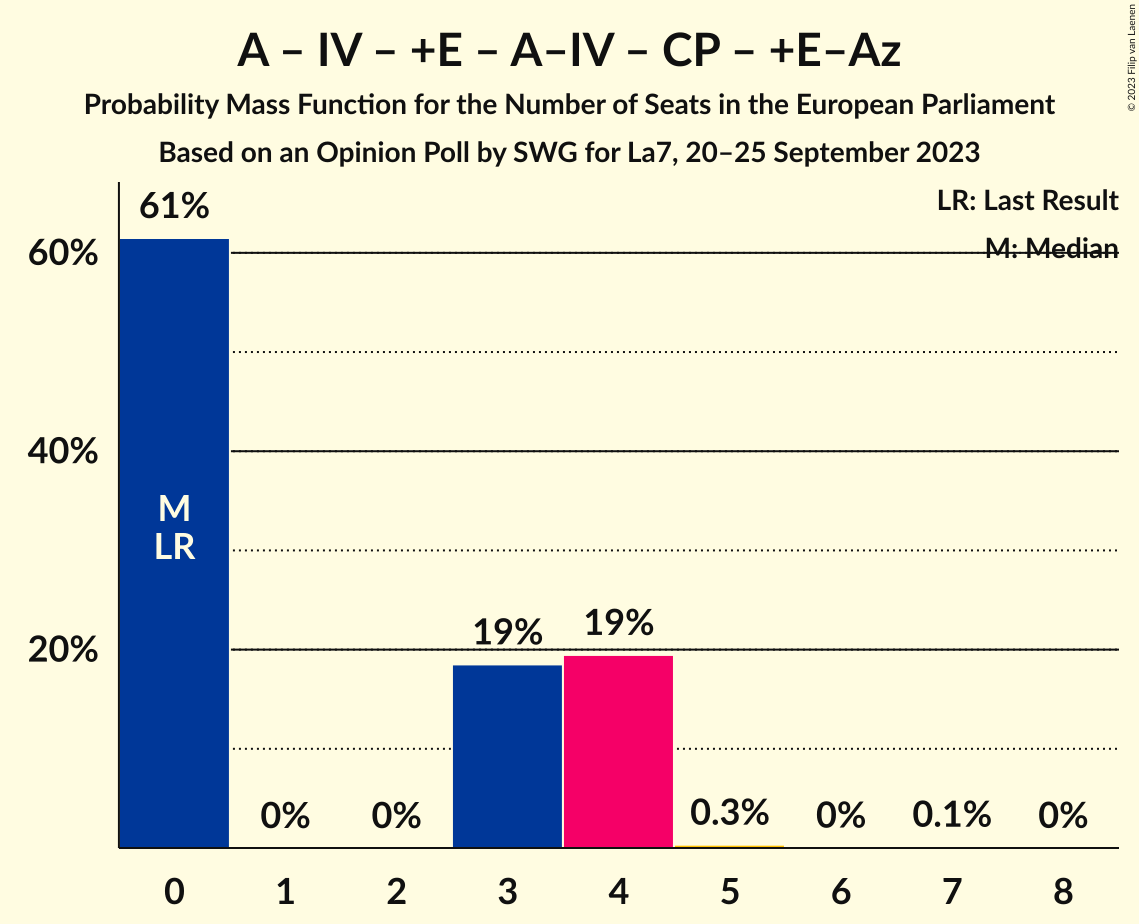 A – IV – +E – A–IV – CP – +E–Az
Probability Mass Function for the Number of Seats in the European Parliament
Based on an Opinion Poll by SWG for La7, 20–25 September 2023
© 2023 Filip van Laenen
LR: Last Result
M: Median
61%
60%
40%
20%
M
LR
0%
0%
19%
19%
0.3%
0%
0.1%
0%
0 1 2 3 4 5 6 7 8